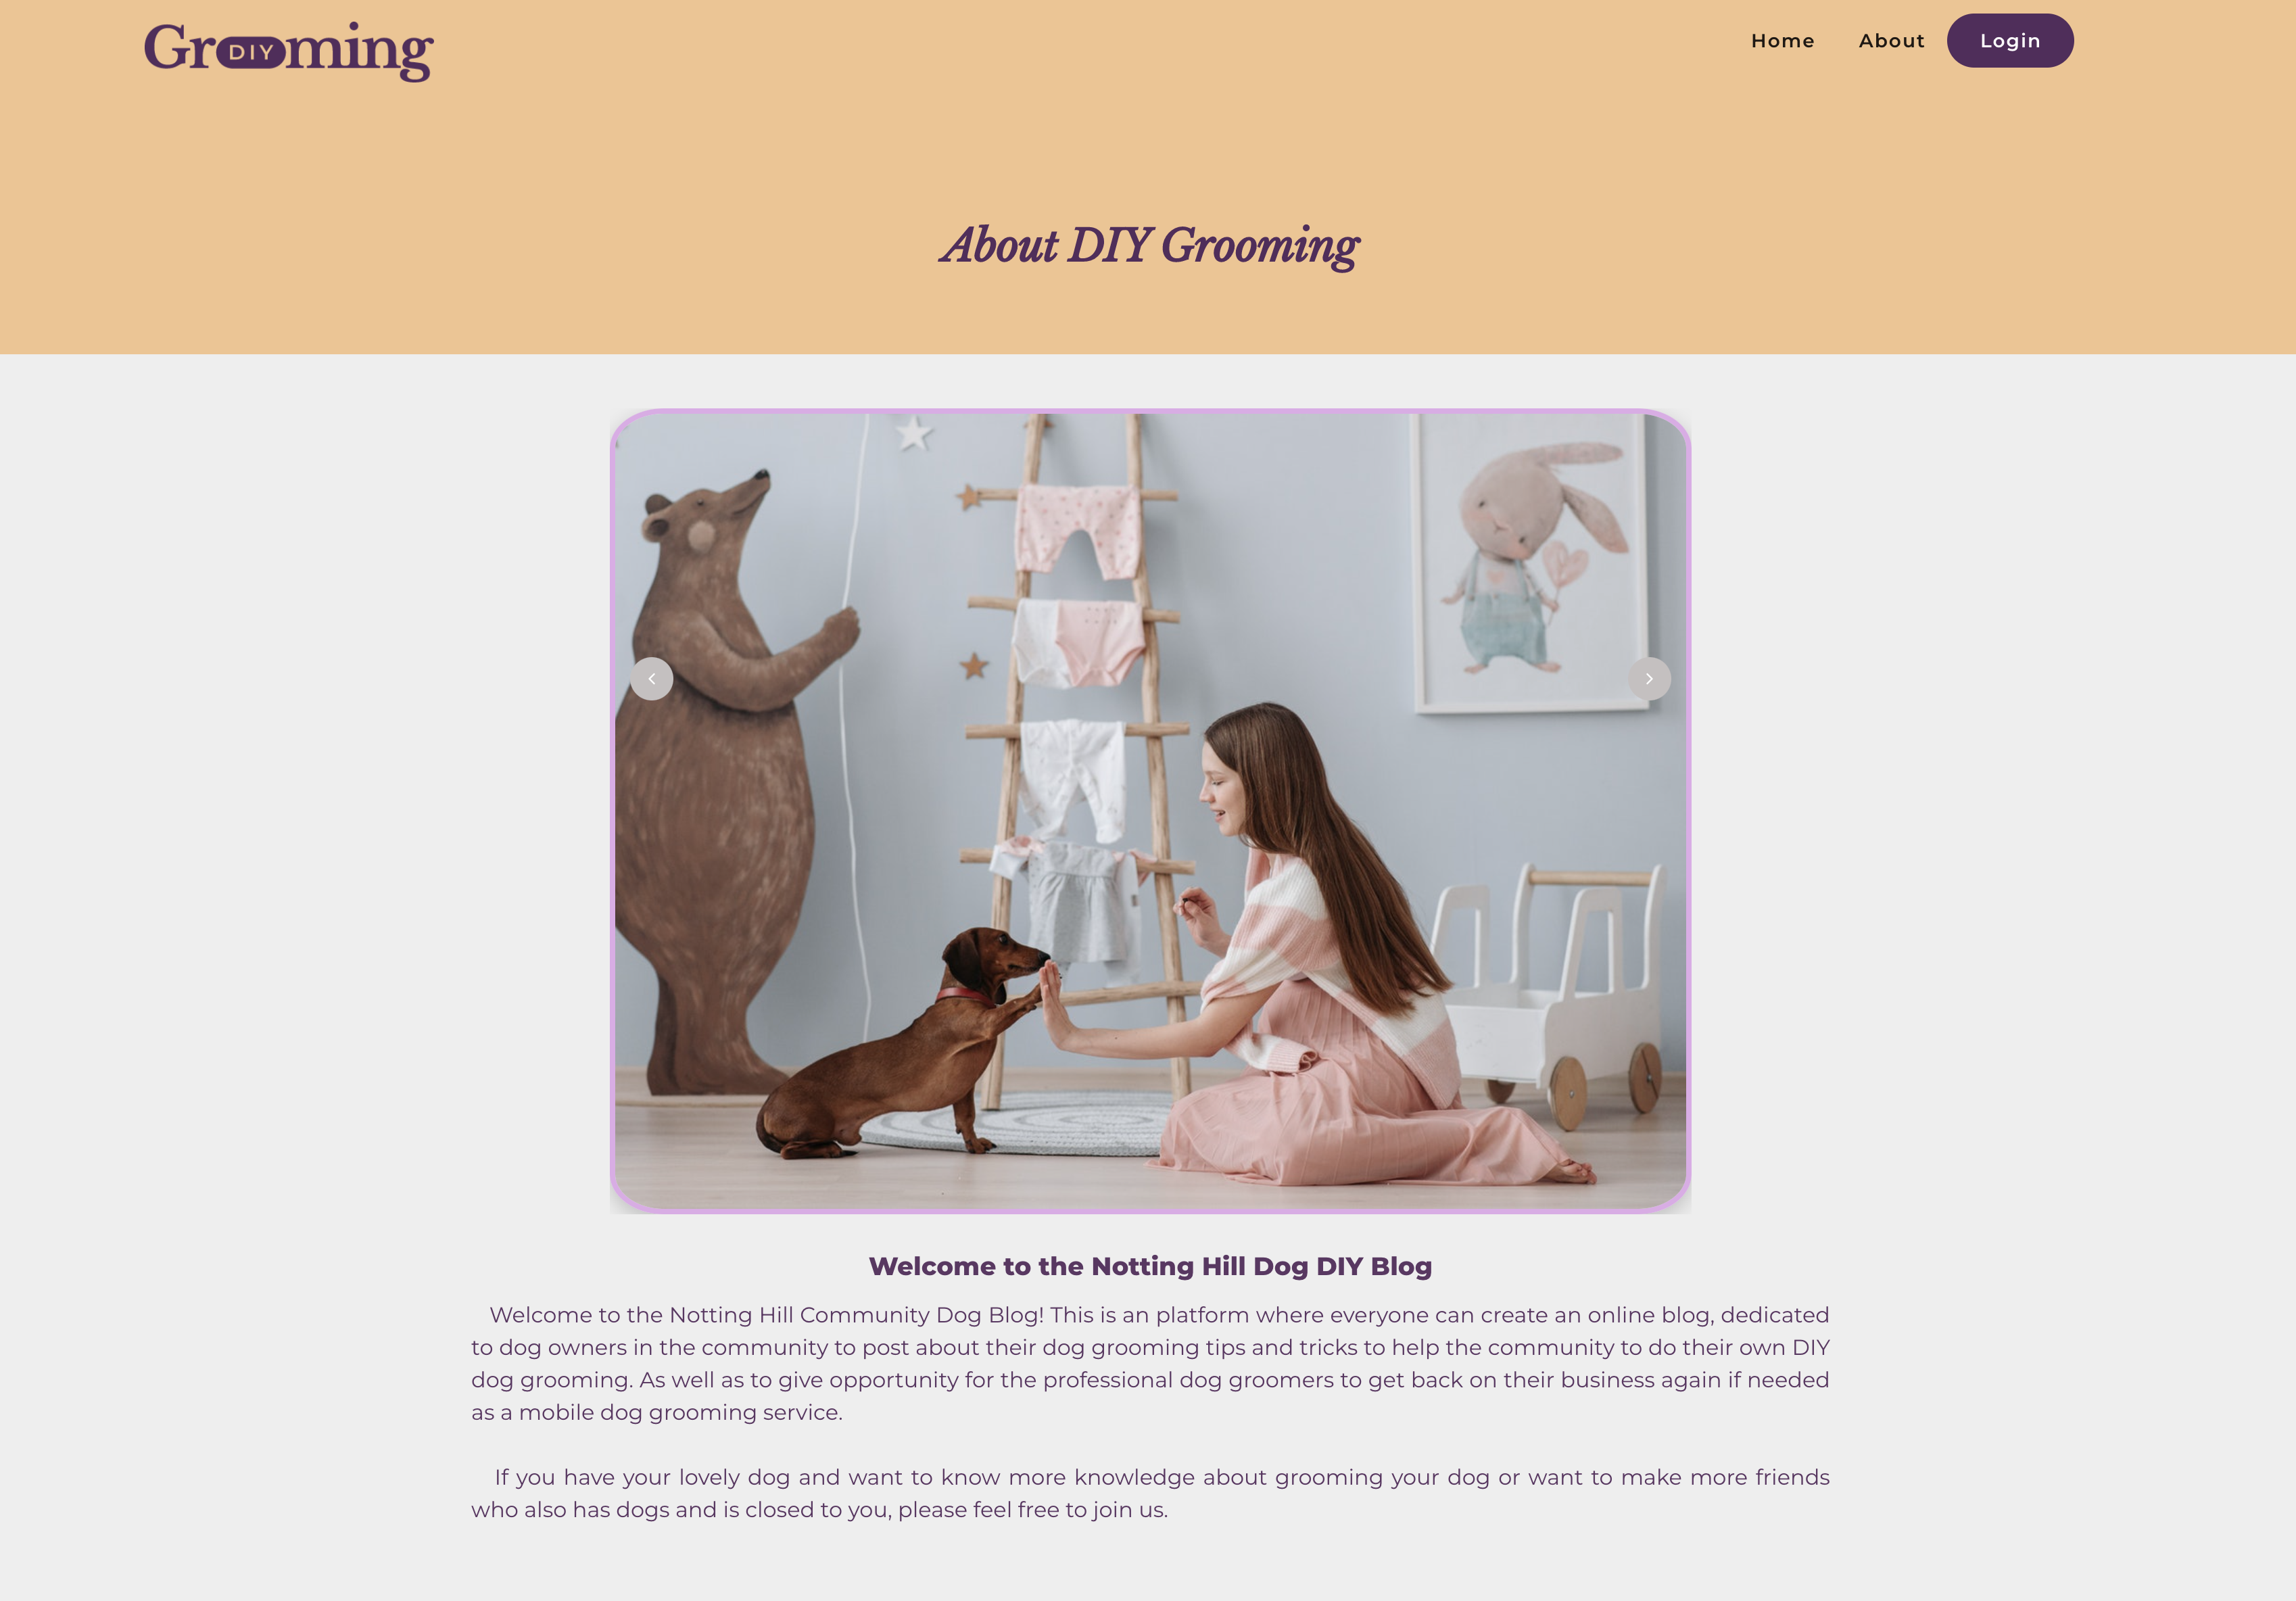 Grooming
DIY
Home
About
Login
About DIY Grooming
Welcome to the Notting Hill Dog DIY Blog
Welcome to the Notting Hill Community Dog Blog! This is an platform where everyone can create an online blog, dedicated
to dog owners in the community to post about their dog grooming tips and tricks to help the community to do their own DIY
dog grooming. As well as to give opportunity for the professional dog groomers to get back on their business again if needed
as a mobile dog grooming service.
If you have your lovely dog and want to know more knowledge about grooming your dog or want to make more friends
who also has dogs and is closed to you, please feel free to join us.